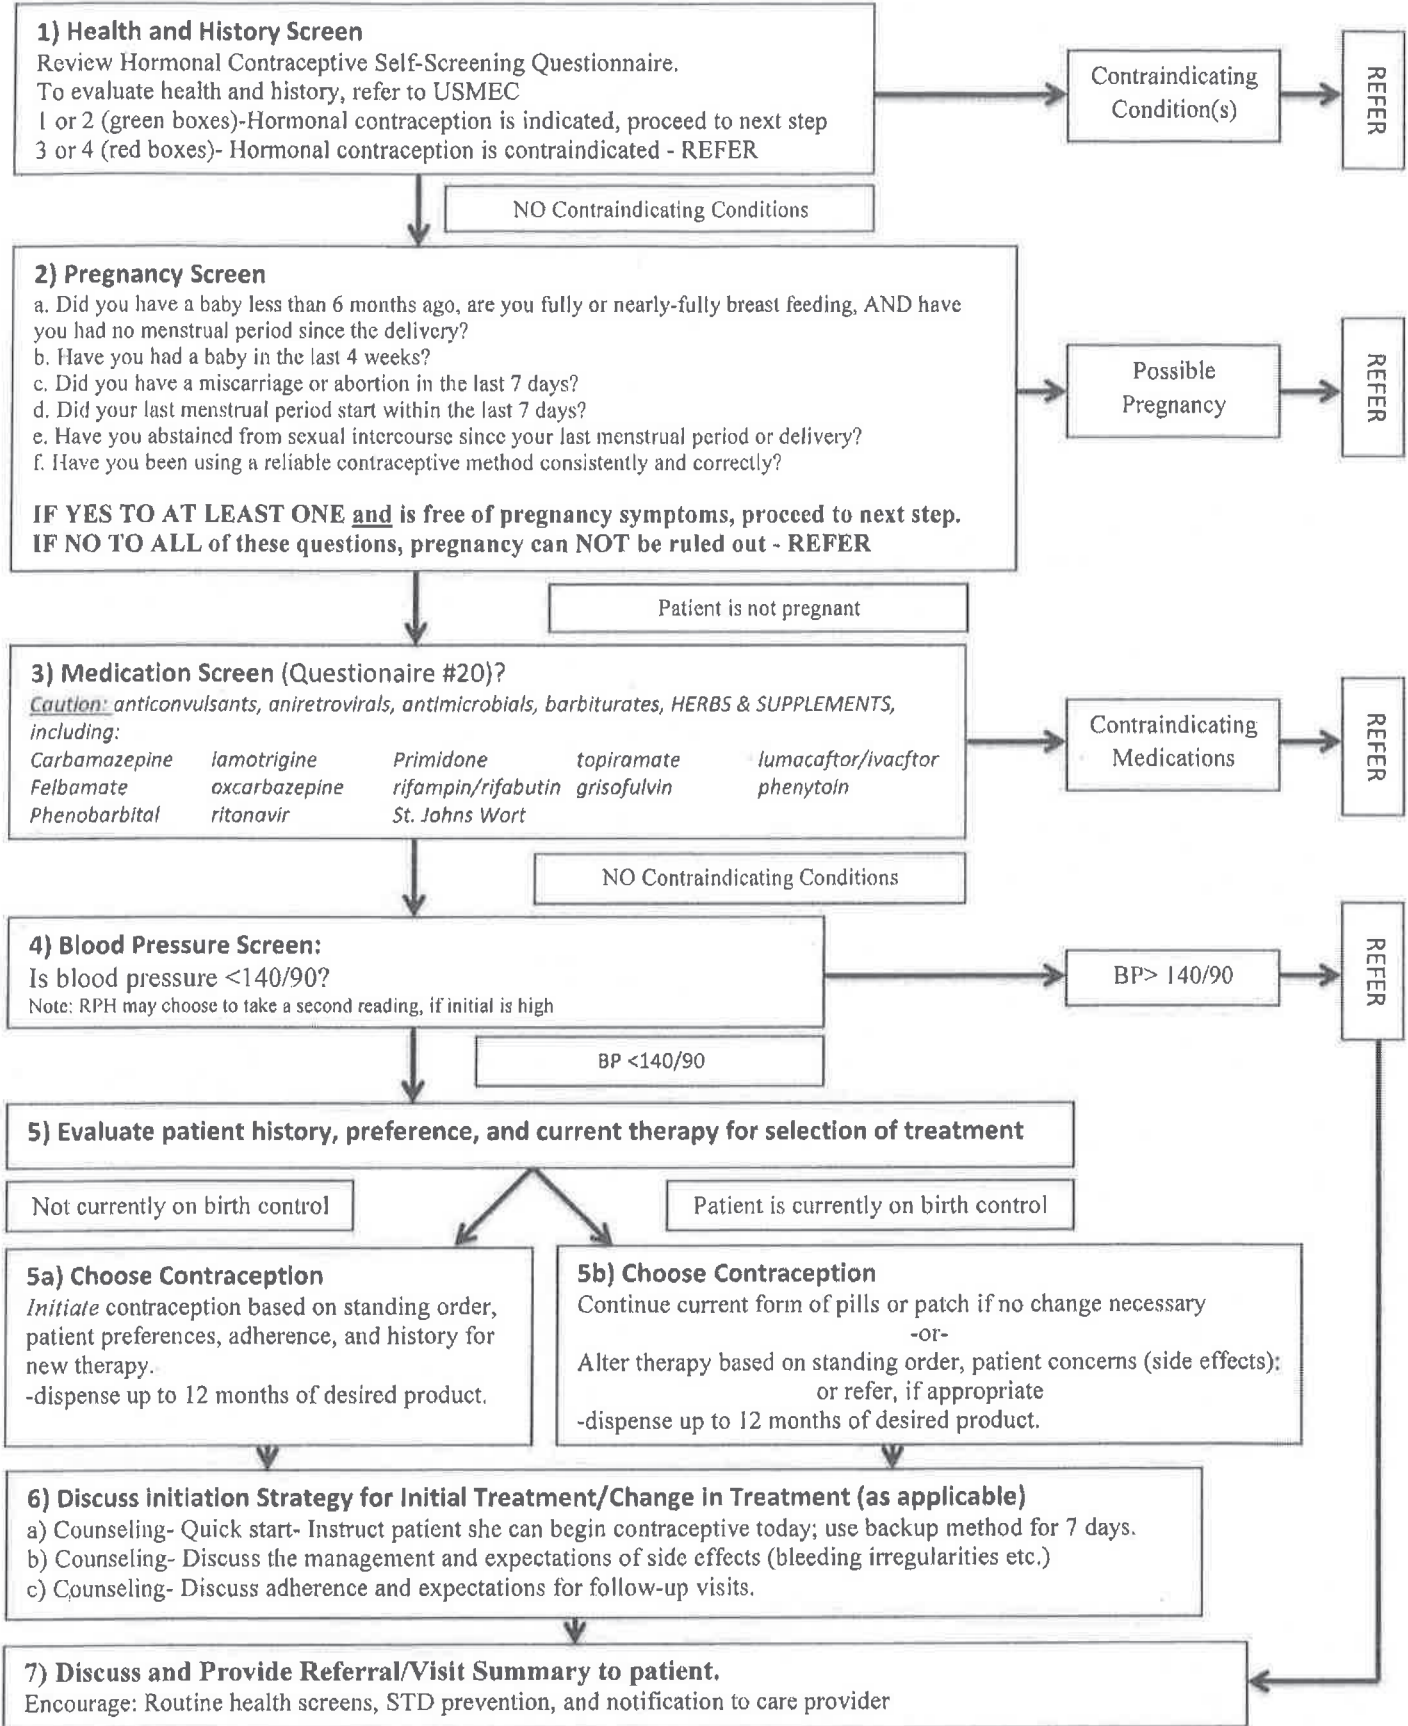 1) Health and History Screen
Review Hormonal Contraceptive Self-Screening Questionnaire.
To evaluate health and history, refer to USMEC
1 or 2 (green boxes)-Hormonal contraception is indicated, proceed to next step
3 or 4 (red boxes)- Hormonal contraception is contraindicated - REFER
Contraindicating
Condition(s)
REFER
NO Contraindicating Conditions
2) Pregnancy Screen
a. Did you have a baby less than 6 months ago, are you fully or nearly-fully breast feeding, AND have
you had no menstrual period since the delivery?
b. Have you had a baby in the last 4 weeks?
c. Did you have a miscarriage or abortion in the last 7 days?
d. Did your last menstrual period start within the last 7 days?
e. Have you abstained from sexual intercourse since your last menstrual period or delivery?
f. Have you been using a reliable contraceptive method consistently and correctly?
IF YES TO AT LEAST ONE and is free of pregnancy symptoms, proceed to next step.
IF NO TO ALL of these questions, pregnancy can NOT be ruled out - REFER
Possible
Pregnancy
REFER
Patient is not pregnant
3) Medication Screen (Questionaire #20)?
Caution: anticonvulsants, aniretrovirals, antimicrobials, barbiturates, HERBS & SUPPLEMENTS,
including:
Carbamazepine lamotrigine Primidone topiramate lumacaftor/ivacftor
Felbamate oxcarbazepine rifampin/rifabutin grisofulvin phenytoin
Phenobarbital ritonavir St. Johns Wort
Contraindicating
Medications
REFER
NO Contraindicating Conditions
4) Blood Pressure Screen:
Is blood pressure <140/90?
Note: RPH may choose to take a second reading, if initial is high
BP> 140/90
REFER
BP <140/90
5) Evaluate patient history, preference, and current therapy for selection of treatment
Not currently on birth control
Patient is currently on birth control
5a) Choose Contraception
Initiate contraception based on standing order,
patient preferences, adherence, and history for
new therapy.
-dispense up to 12 months of desired product.
5b) Choose Contraception
Continue current form of pills or patch if no change necessary
-or-
Alter therapy based on standing order, patient concerns (side effects):
or refer, if appropriate
-dispense up to 12 months of desired product.
6) Discuss Initiation Strategy for Initial Treatment/Change in Treatment (as applicable)
a) Counseling- Quick start- Instruct patient she can begin contraceptive today; use backup method for 7 days.
b) Counseling- Discuss the management and expectations of side effects (bleeding irregularities etc.)
c) Counseling- Discuss adherence and expectations for follow-up visits.
7) Discuss and Provide Referral/Visit Summary to patient.
Encourage: Routine health screens, STD prevention, and notification to care provider